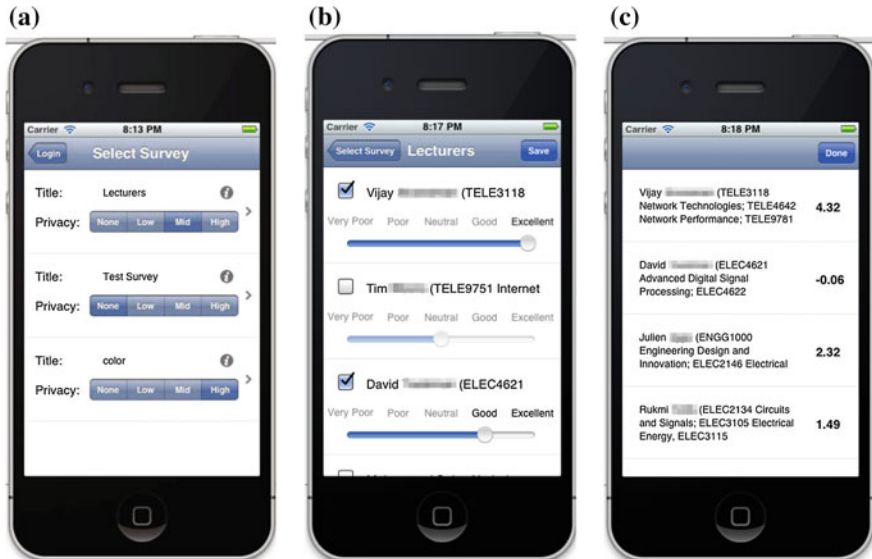 (a)
Carrier 8:13 PM
Login Select Survey
Title: Lecturers
Privacy: None Low Mid High
Title: Test Survey
Privacy: None Low Mid High
Title: color
Privacy: None Low Mid High
(b)
Carrier 8:17 PM
Select Survey Lecturers Save
Vijay (TELE3118
Very Poor Poor Neutral Good Excellent
Tim (TELE9751 Internet
Very Poor Poor Neutral Good Excellent
David (ELEC4621
Very Poor Poor Neutral Good Excellent
(c)
Carrier 8:18 PM
Done
Vijay (TELE3118
Network Technologies; TELE4642
Network Performance; TELE9781
4.32
David (ELEC4621
Advanced Digital Signal
Processing; ELEC4622
-0.06
Julien (ENGG1000
Engineering Design and
Innovation; ELEC2146 Electrical
2.32
Rukmi (ELEC2134 Circuits
and Signals; ELEC3105 Electrical
Energy, ELEC3115
1.49